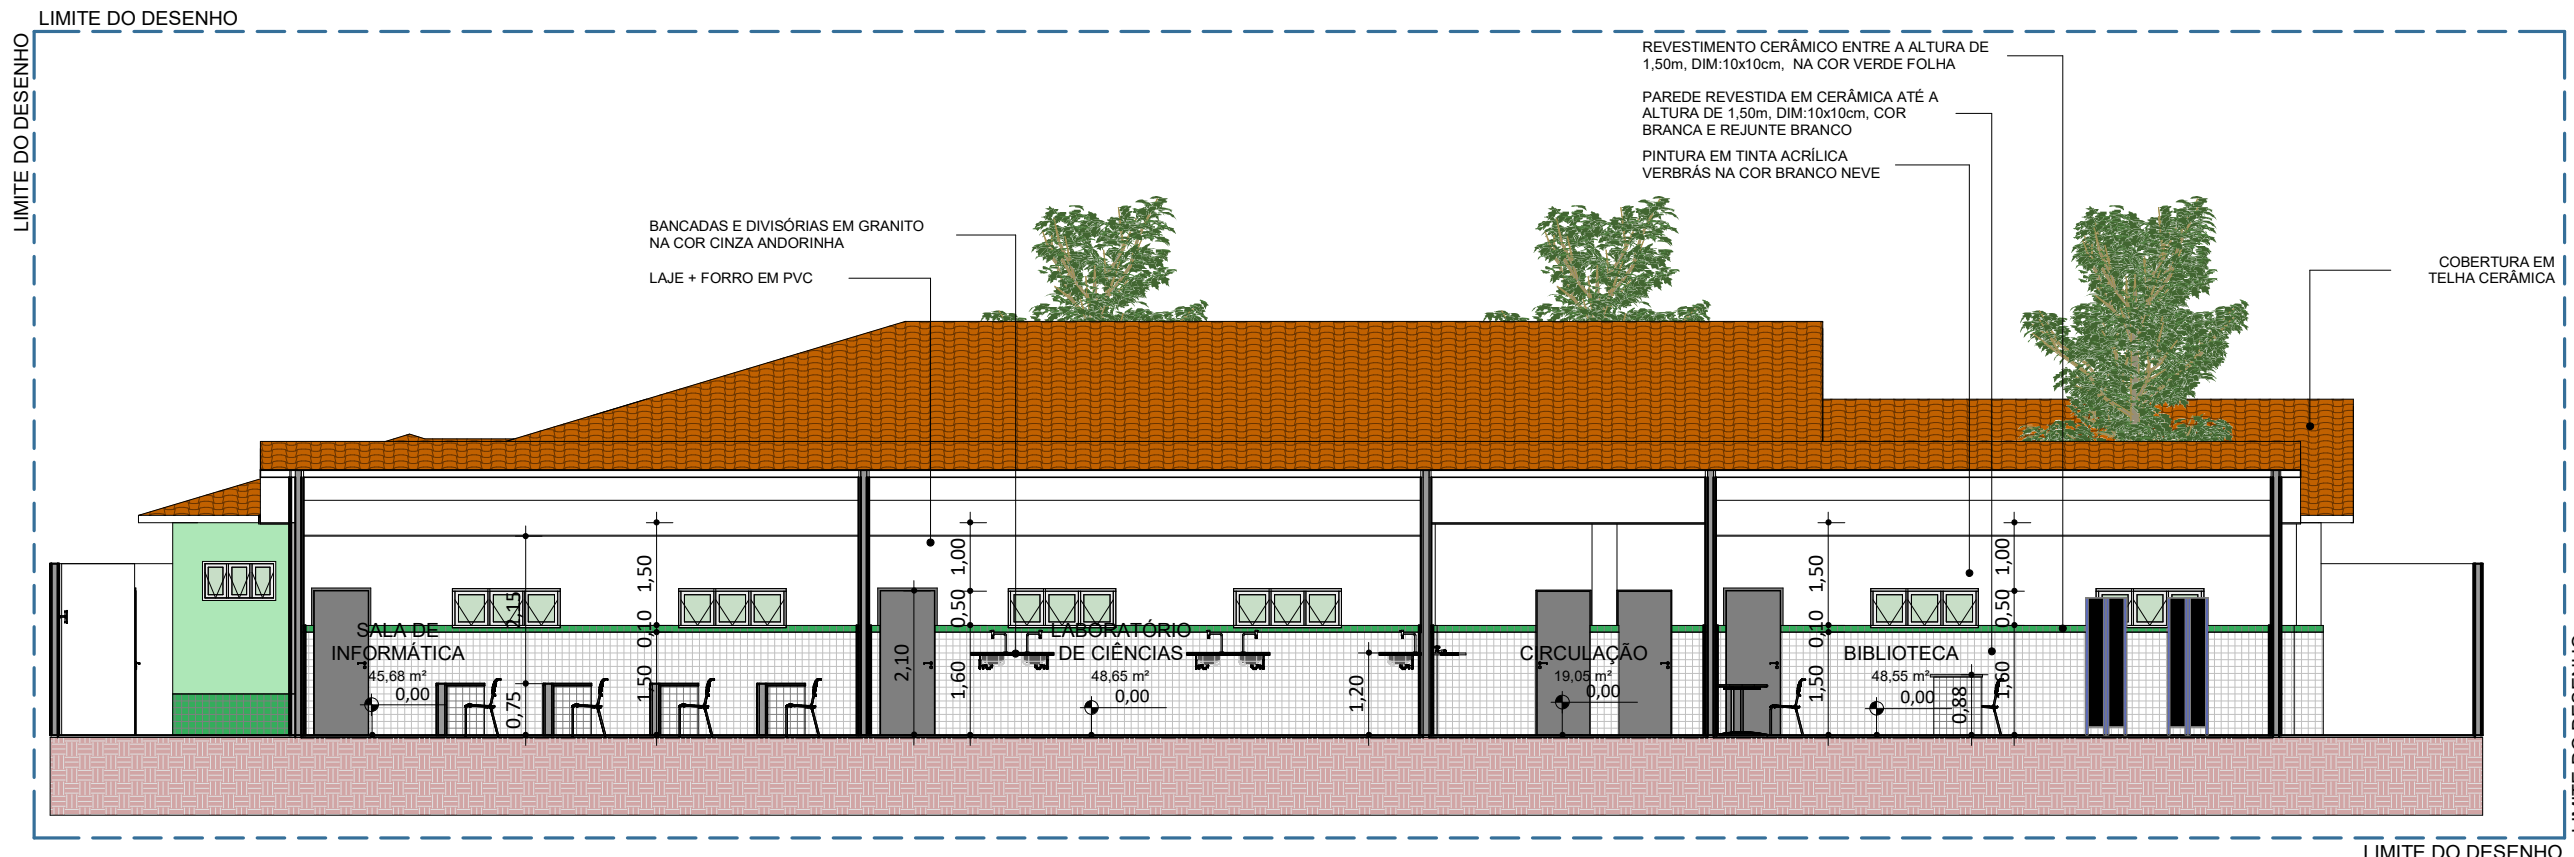 LIMITE DO DESENHO
LIMITE DO DESENHO
REVESTIMENTO CERÂMICO ENTRE A ALTURA DE
1,50m, DIM:10x10cm, NA COR VERDE FOLHA
PAREDE REVESTIDA EM CERÂMICA ATÉ A
ALTURA DE 1,50m, DIM:10x10cm, COR
BRANCA E REJUNTE BRANCO
PINTURA EM TINTA ACRÍLICA
VERBRÁS NA COR BRANCO NEVE
BANCADAS E DIVISÓRIAS EM GRANITO
NA COR CINZA ANDORINHA
LAJE + FORRO EM PVC
COBERTURA EM
TELHA CERÂMICA
SALA DE
INFORMÁTICA
45,68 m²
0,00
2,15
0,75
1,50
0,10
1,50
2,10
1,00
0,50
1,60
LABORATÓRIO
DE CIÊNCIAS
48,65 m²
0,00
1,20
CIRCULAÇÃO
19,05 m²
0,00
1,50
0,10
1,50
BIBLIOTECA
48,55 m²
0,00
0,88
1,00
0,50
1,60
LIMITE DO DESENHO
LIMITE DO DESENHO